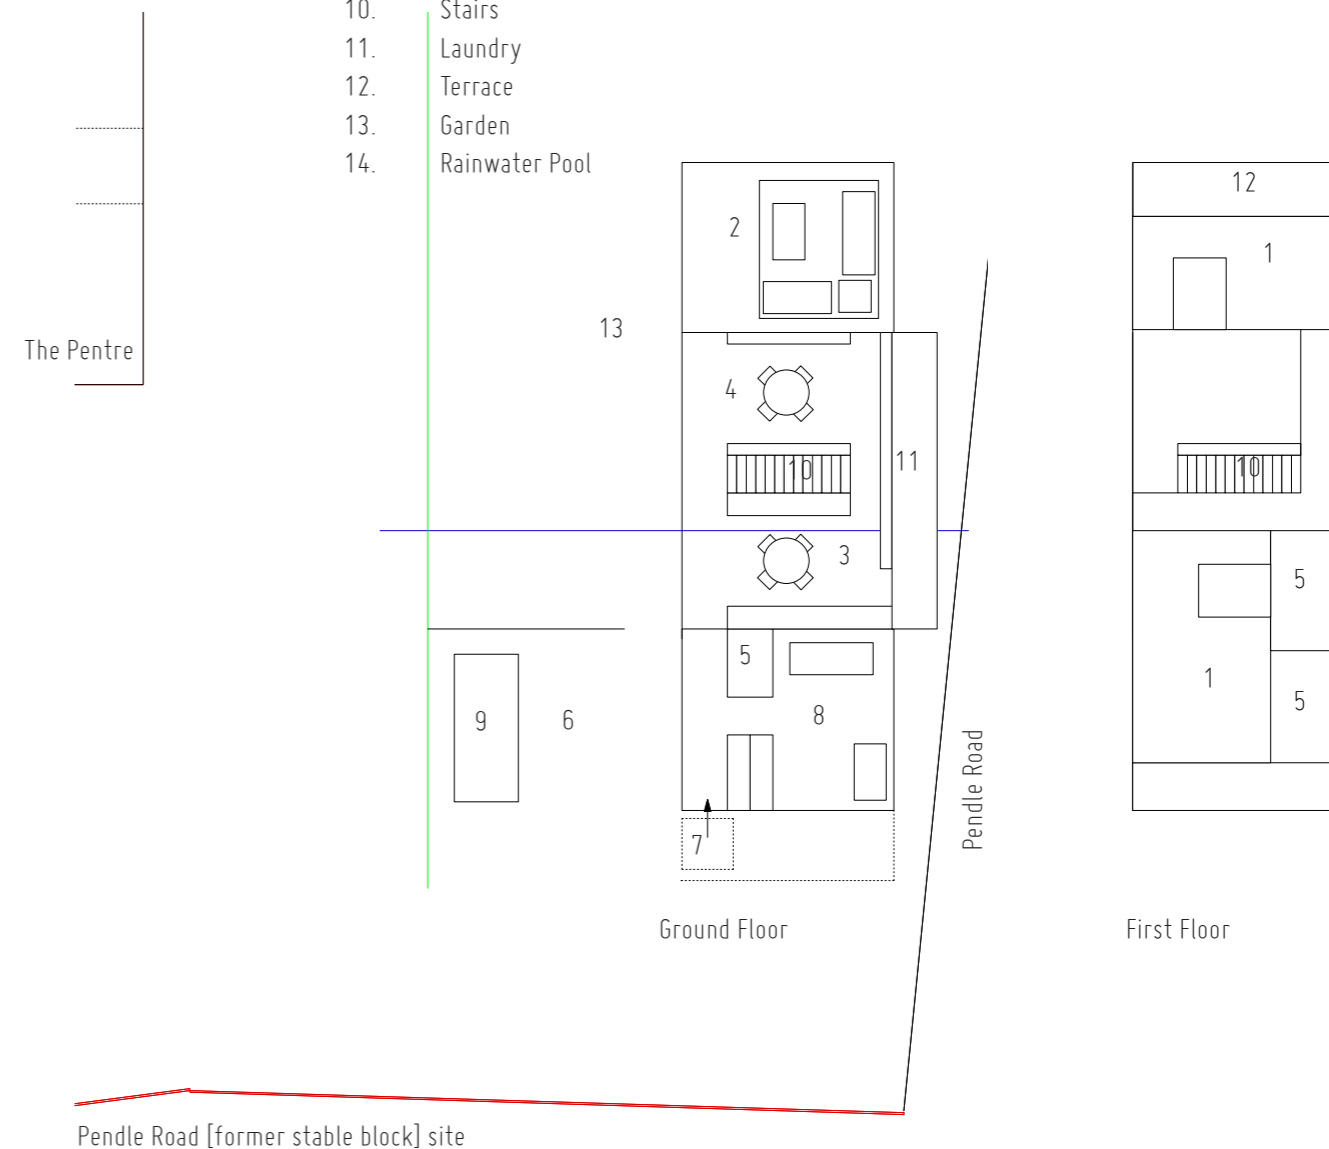 10. Stairs
11. Laundry
12. Terrace
13. Garden
14. Rainwater Pool
12
2
1
13
The Pentre
4
10
11
10
3
5
5
1
5
8
9
6
Pendle Road
7
Ground Floor
First Floor
Pendle Road [former stable block] site